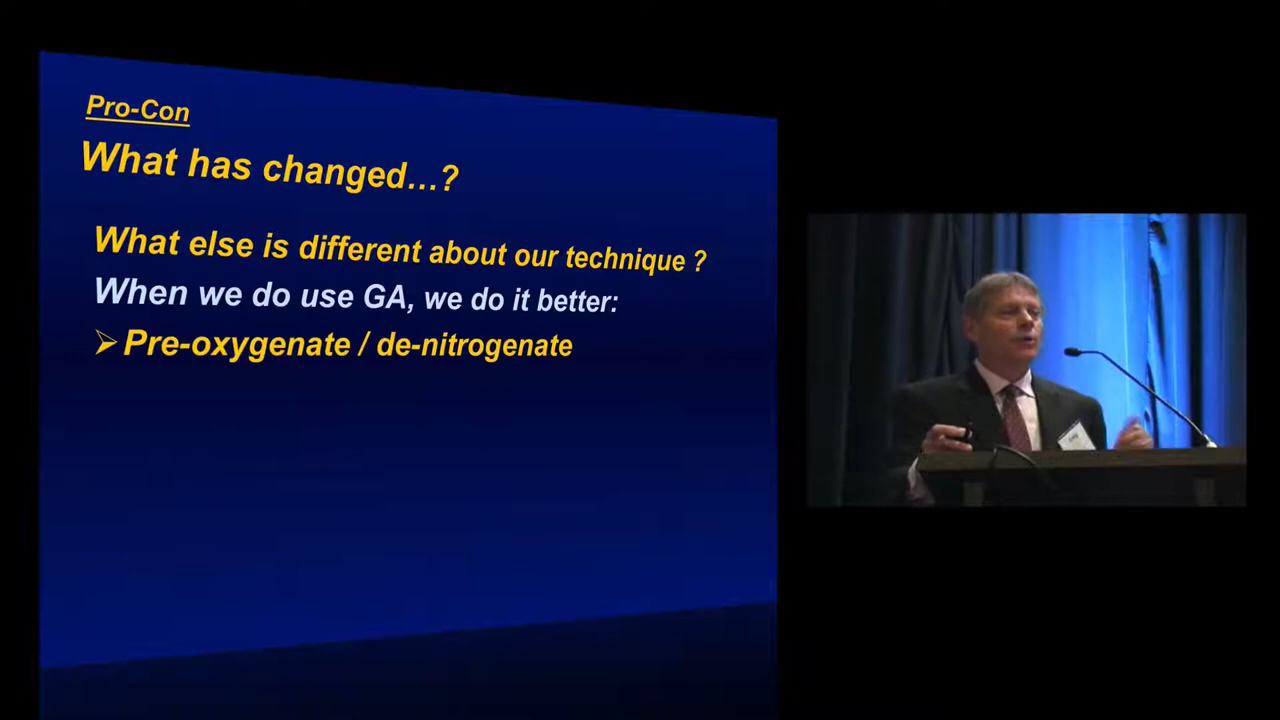 Pro-Con
What has changed…?
What else is different about our technique ?
When we do use GA, we do it better:
➢ Pre-oxygenate / de-nitrogenate